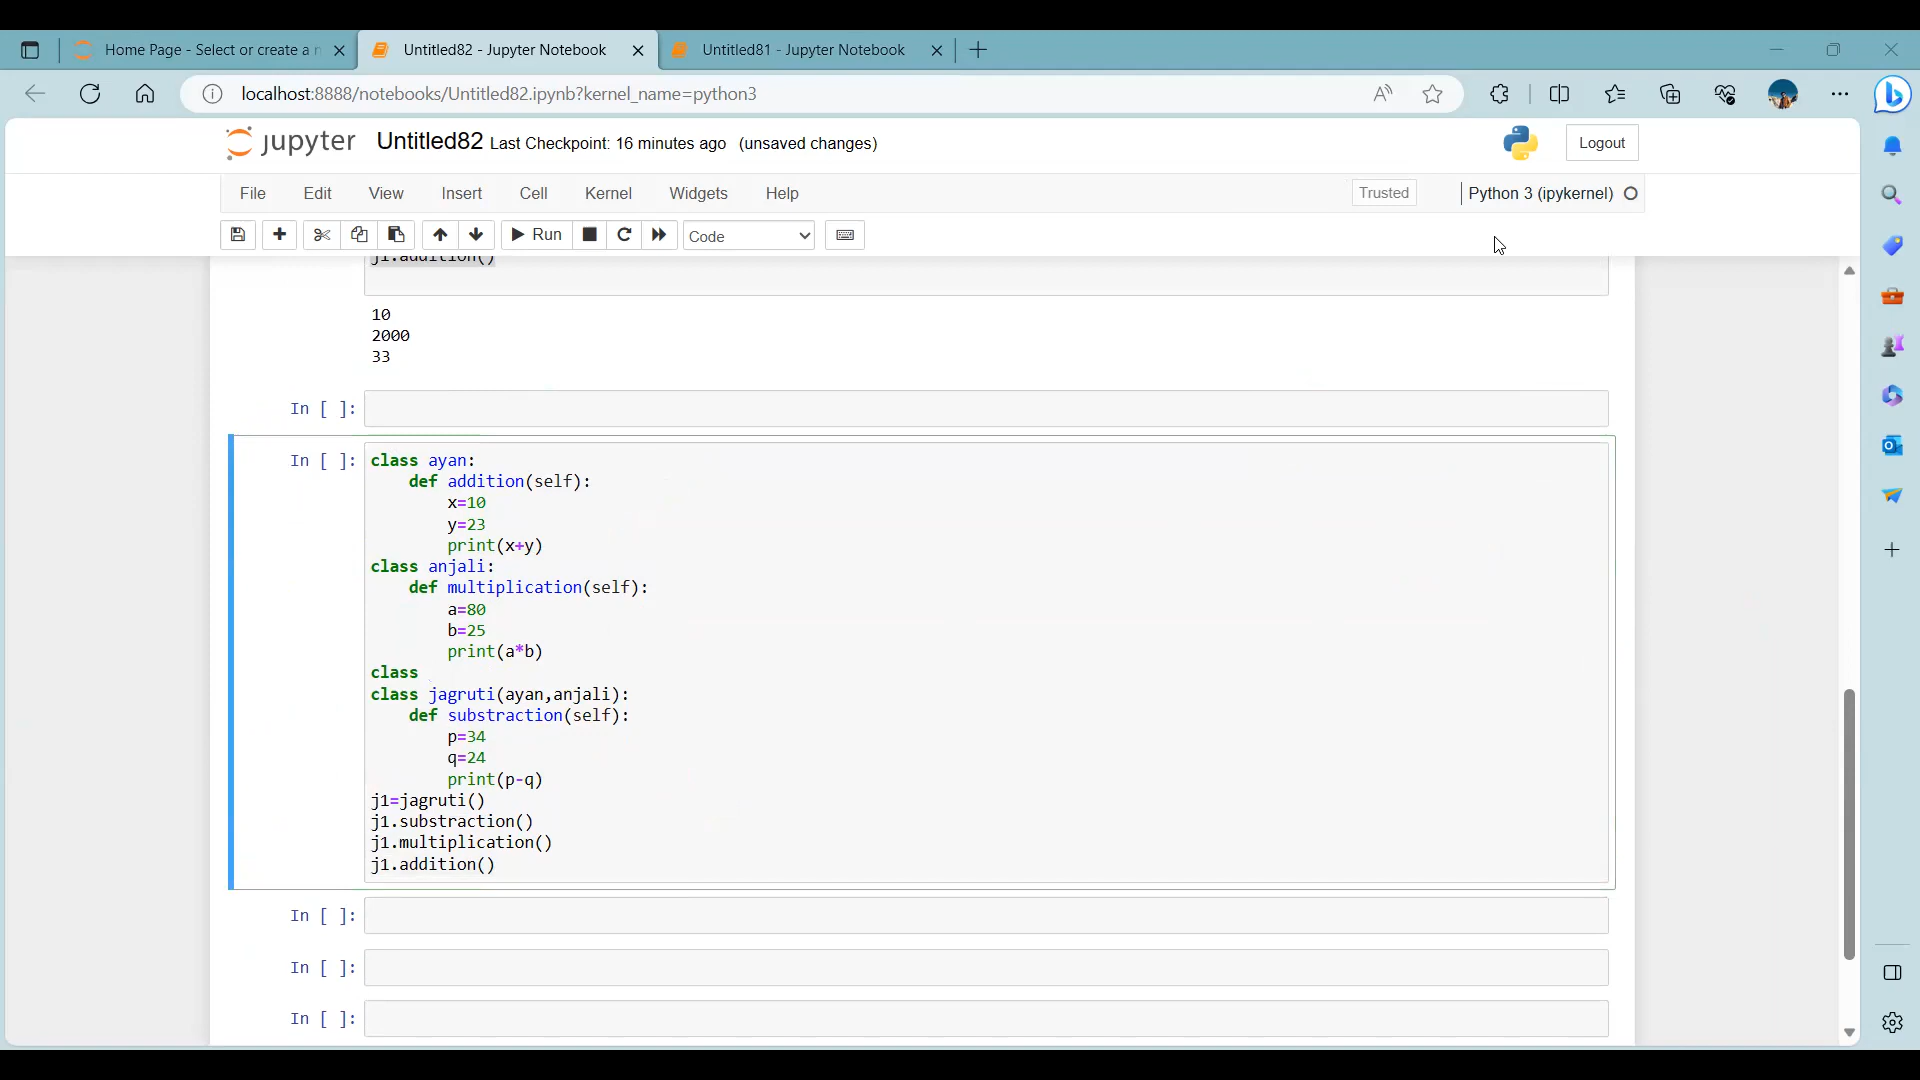 Home Page - Select or create a n
Untitled82 - Jupyter Notebook
Untitled81 - Jupyter Notebook
localhost:8888/notebooks/Untitled82.ipynb?kernel_name=python3
jupyter Untitled82 Last Checkpoint: 16 minutes ago (unsaved changes)
Logout
File Edit View Insert Cell Kernel Widgets Help
Trusted
Python 3 (ipykernel)
Run
Code
j1.addition()
10
2000
33
In [ ]:
In [ ]:
class ayan:
    def addition(self):
        x=10
        y=23
        print(x+y)
class anjali:
    def multiplication(self):
        a=80
        b=25
        print(a*b)
class
class jagruti(ayan,anjali):
    def substraction(self):
        p=34
        q=24
        print(p-q)
j1=jagruti()
j1.substraction()
j1.multiplication()
j1.addition()
In [ ]:
In [ ]:
In [ ]: